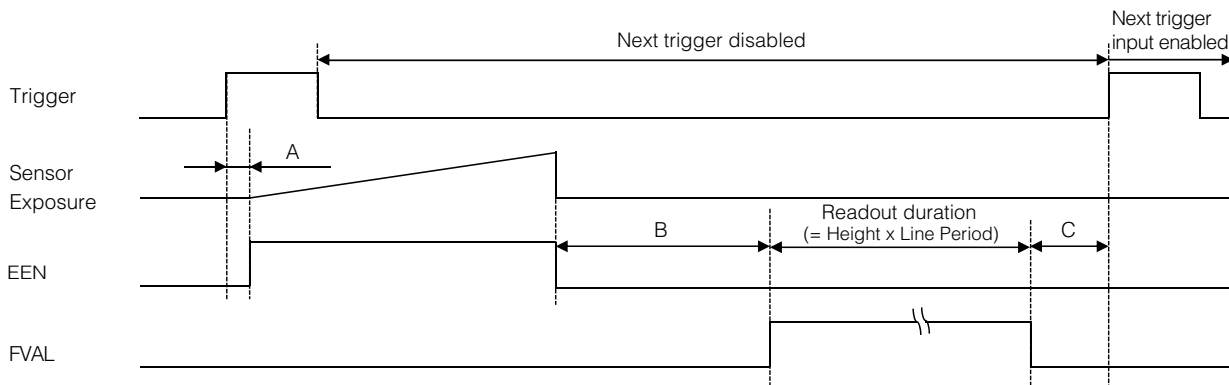 Next trigger disabled
Next trigger
input enabled
Trigger
A
Sensor
Exposure
B
Readout duration
(= Height x Line Period)
C
EEN
FVAL